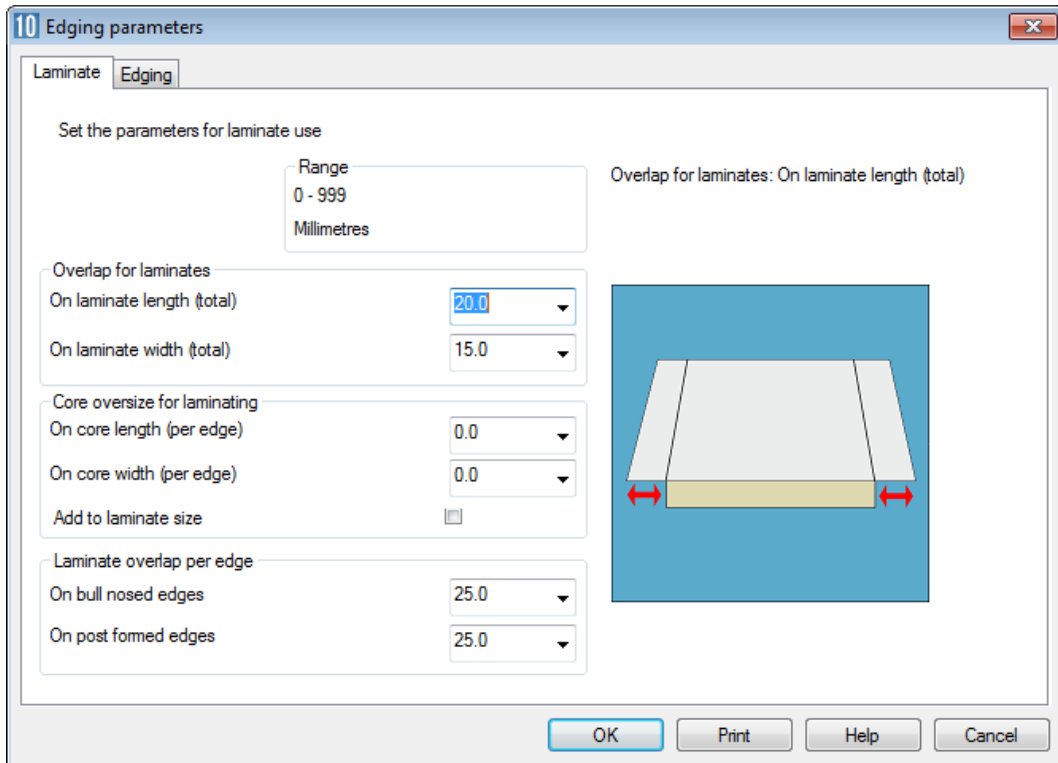 10 Edging parameters
Laminate Edging
Set the parameters for laminate use
Range
0 - 999
Millimetres
Overlap for laminates: On laminate length (total)
Overlap for laminates
On laminate length (total) 20.0
On laminate width (total) 15.0
Core oversize for laminating
On core length (per edge) 0.0
On core width (per edge) 0.0
Add to laminate size
Laminate overlap per edge
On bull nosed edges 25.0
On post formed edges 25.0
OK Print Help Cancel